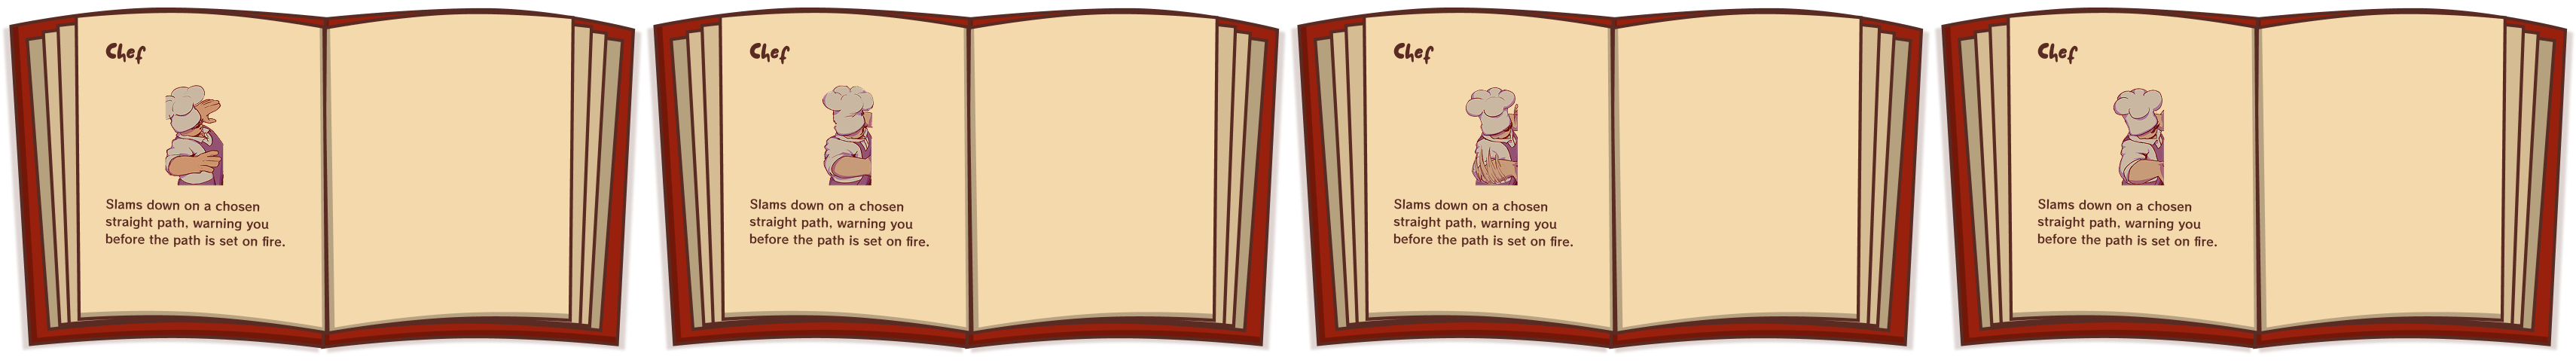 Chef
Slams down on a chosen
straight path, warning you
before the path is set on fire.
Chef
Slams down on a chosen
straight path, warning you
before the path is set on fire.
Chef
Slams down on a chosen
straight path, warning you
before the path is set on fire.
Chef
Slams down on a chosen
straight path, warning you
before the path is set on fire.